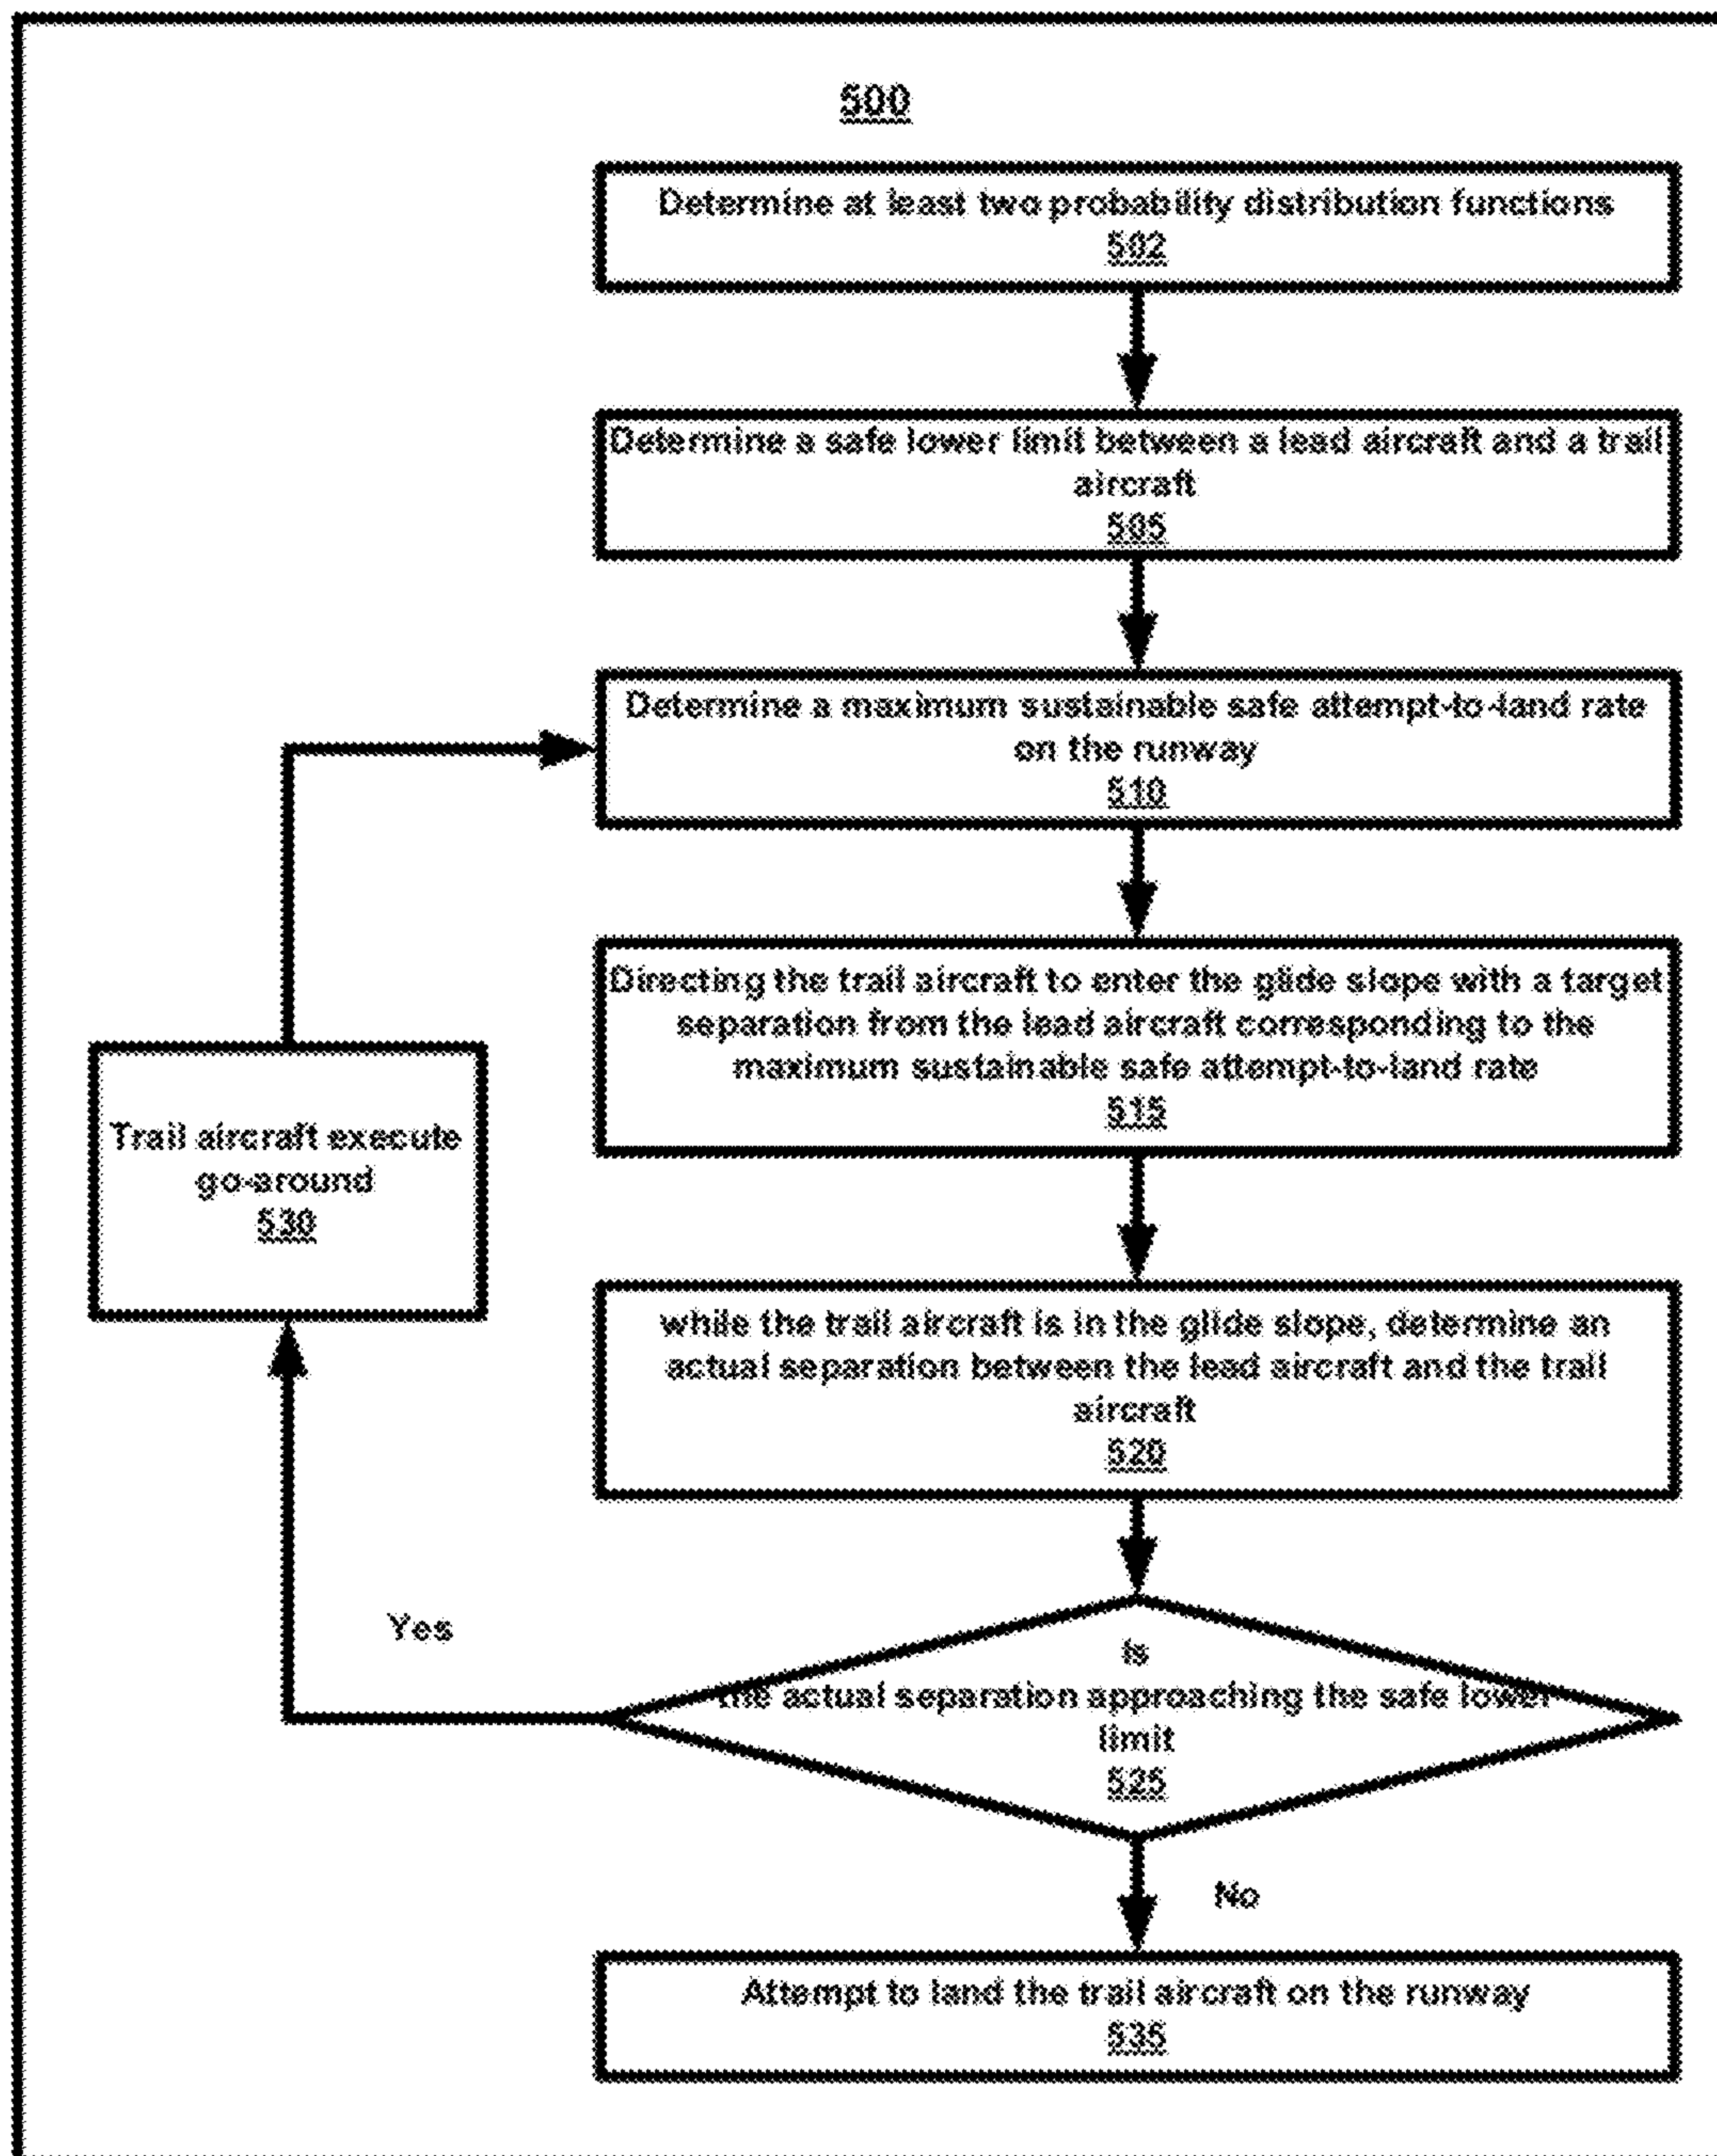 500
Determine at least two probability distribution functions
502
Determine a safe lower limit between a lead aircraft and a trail
aircraft
505
Determine a maximum sustainable safe attempt-to-land rate
on the runway
510
Directing the trail aircraft to enter the glide slope with a target
separation from the lead aircraft corresponding to the
maximum sustainable safe attempt-to-land rate
515
Trail aircraft execute
go-around
530
while the trail aircraft is in the glide slope, determine an
actual separation between the lead aircraft and the trail
aircraft
520
Yes
is
the actual separation approaching the safe lower
limit
525
No
Attempt to land the trail aircraft on the runway
535